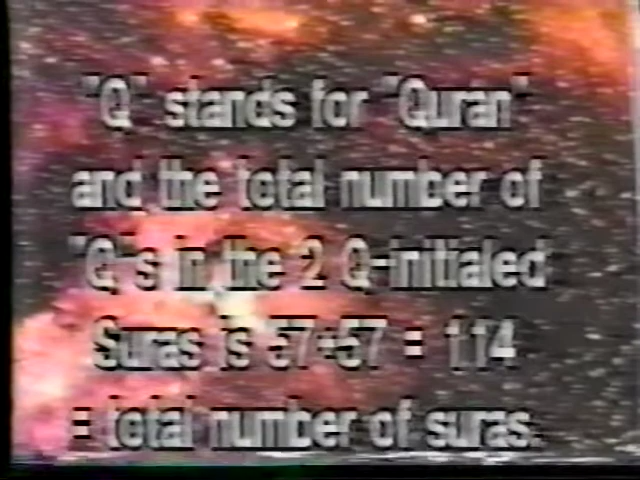 "Q" stands for "Quran"
and the total number of
"Q"s in the 2 Q-initialed
Suras is 57+57 = 114
= total number of suras.